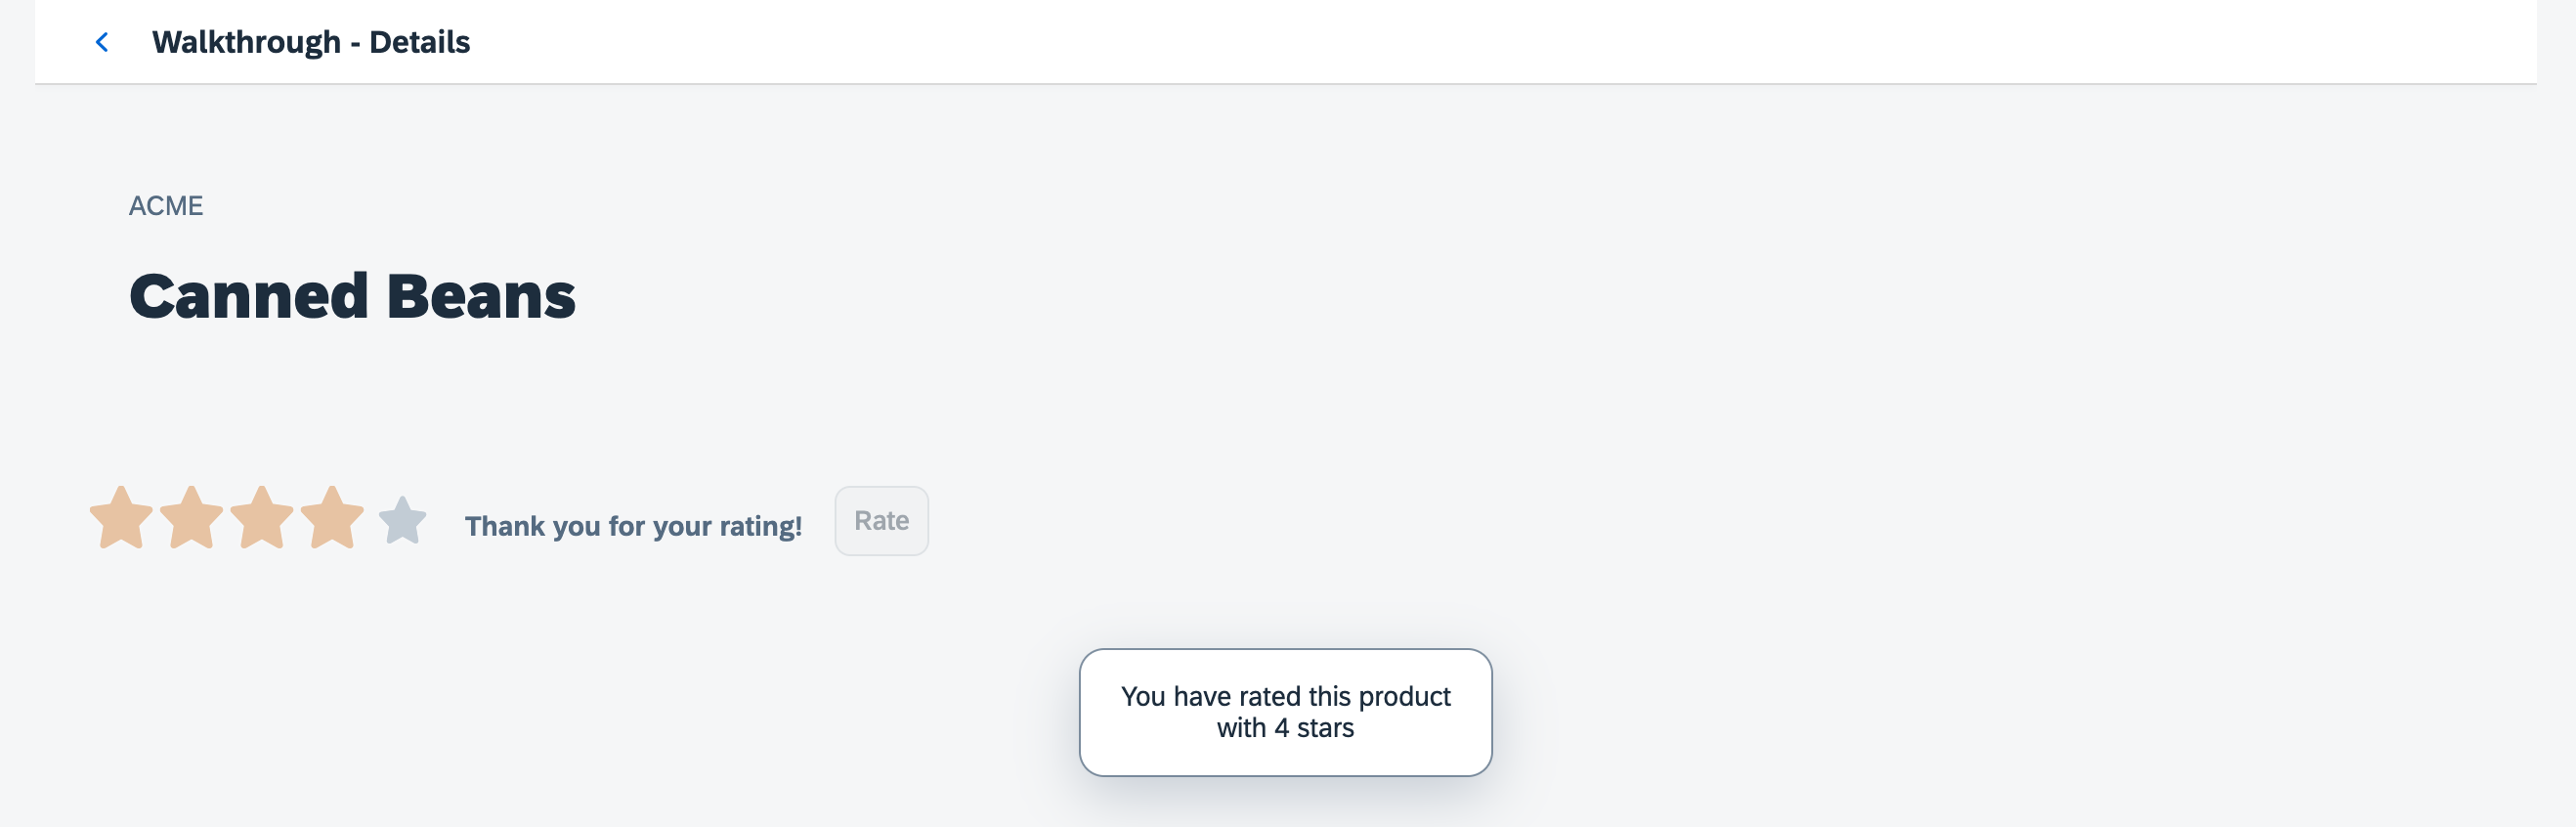 Walkthrough - Details
ACME
Canned Beans
Thank you for your rating!
Rate
You have rated this product
with 4 stars